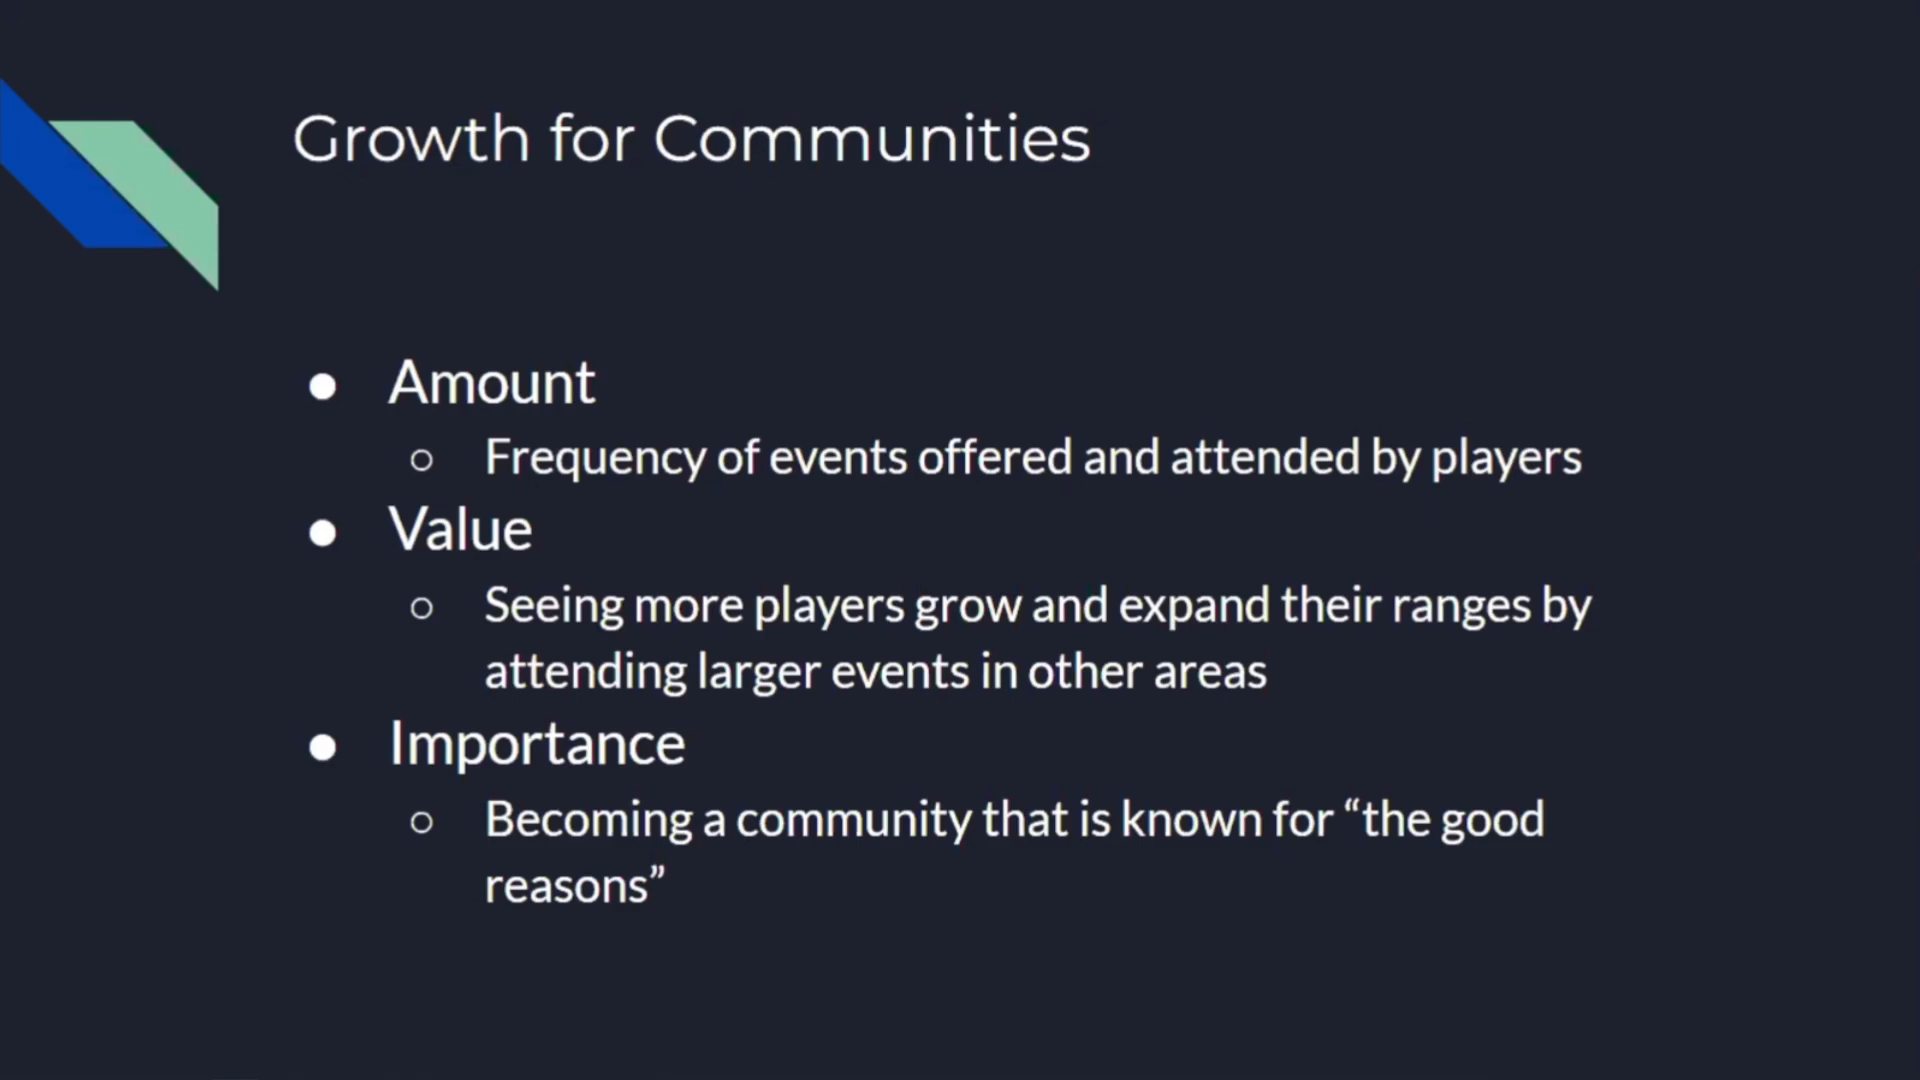 Growth for Communities
● Amount
○ Frequency of events offered and attended by players
● Value
○ Seeing more players grow and expand their ranges by
attending larger events in other areas
● Importance
○ Becoming a community that is known for “the good
reasons”